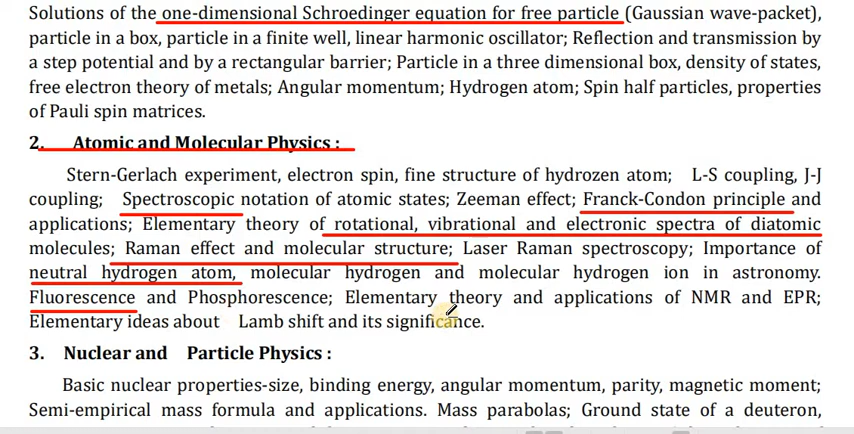 Solutions of the one-dimensional Schroedinger equation for free particle (Gaussian wave-packet),
particle in a box, particle in a finite well, linear harmonic oscillator; Reflection and transmission by
a step potential and by a rectangular barrier; Particle in a three dimensional box, density of states,
free electron theory of metals; Angular momentum; Hydrogen atom; Spin half particles, properties
of Pauli spin matrices.
2. Atomic and Molecular Physics :
Stern-Gerlach experiment, electron spin, fine structure of hydrozen atom; L-S coupling, J-J
coupling; Spectroscopic notation of atomic states; Zeeman effect; Franck-Condon principle and
applications; Elementary theory of rotational, vibrational and electronic spectra of diatomic
molecules; Raman effect and molecular structure; Laser Raman spectroscopy; Importance of
neutral hydrogen atom, molecular hydrogen and molecular hydrogen ion in astronomy.
Fluorescence and Phosphorescence; Elementary theory and applications of NMR and EPR;
Elementary ideas about Lamb shift and its significance.
3. Nuclear and Particle Physics :
Basic nuclear properties-size, binding energy, angular momentum, parity, magnetic moment;
Semi-empirical mass formula and applications. Mass parabolas; Ground state of a deuteron,